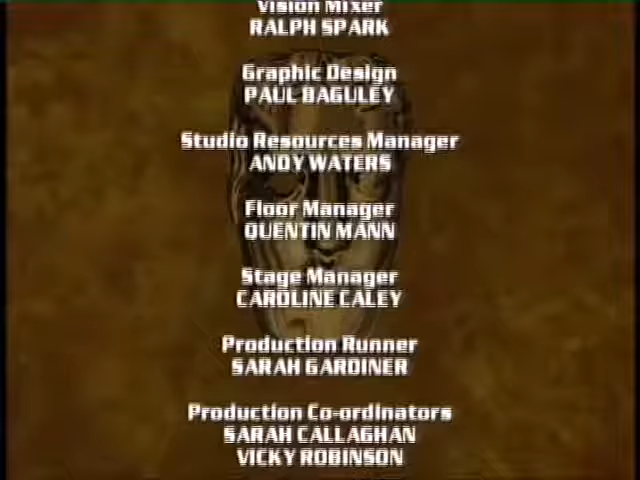 Vision Mixer
RALPH SPARK
Graphic Design
PAUL BAGULEY
Studio Resources Manager
ANDY WATERS
Floor Manager
QUENTIN MANN
Stage Manager
CAROLINE CALEY
Production Runner
SARAH GARDINER
Production Co-ordinators
SARAH CALLAGHAN
VICKY ROBINSON